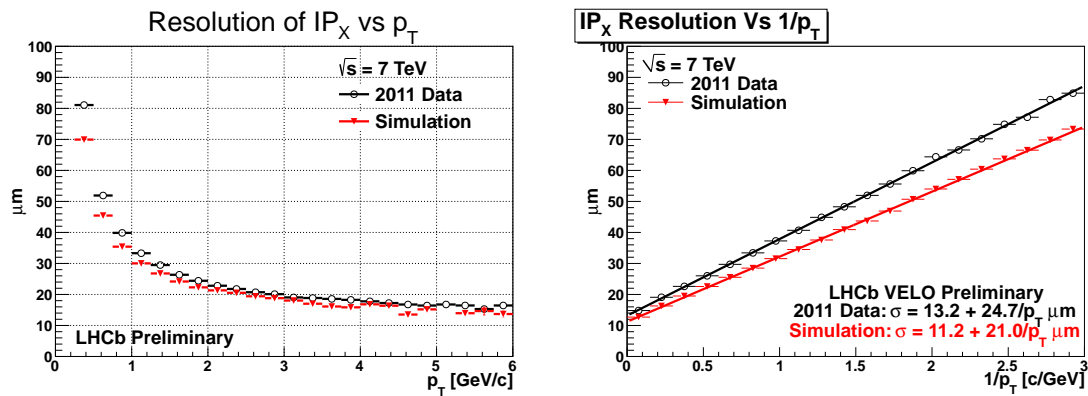 Resolution of IP_X vs p_T
100
90
80
70
60
50
40
30
20
10
0
μm
√s = 7 TeV
2011 Data
Simulation
LHCb Preliminary
0 1 2 3 4 5 6
p_T [GeV/c]
IP_X Resolution Vs 1/p_T
100
90
80
70
60
50
40
30
20
10
0
μm
√s = 7 TeV
2011 Data
Simulation
LHCb VELO Preliminary
2011 Data: σ = 13.2 + 24.7/p_T μm
Simulation: σ = 11.2 + 21.0/p_T μm
0 0.5 1 1.5 2 2.5 3
1/p_T [c/GeV]